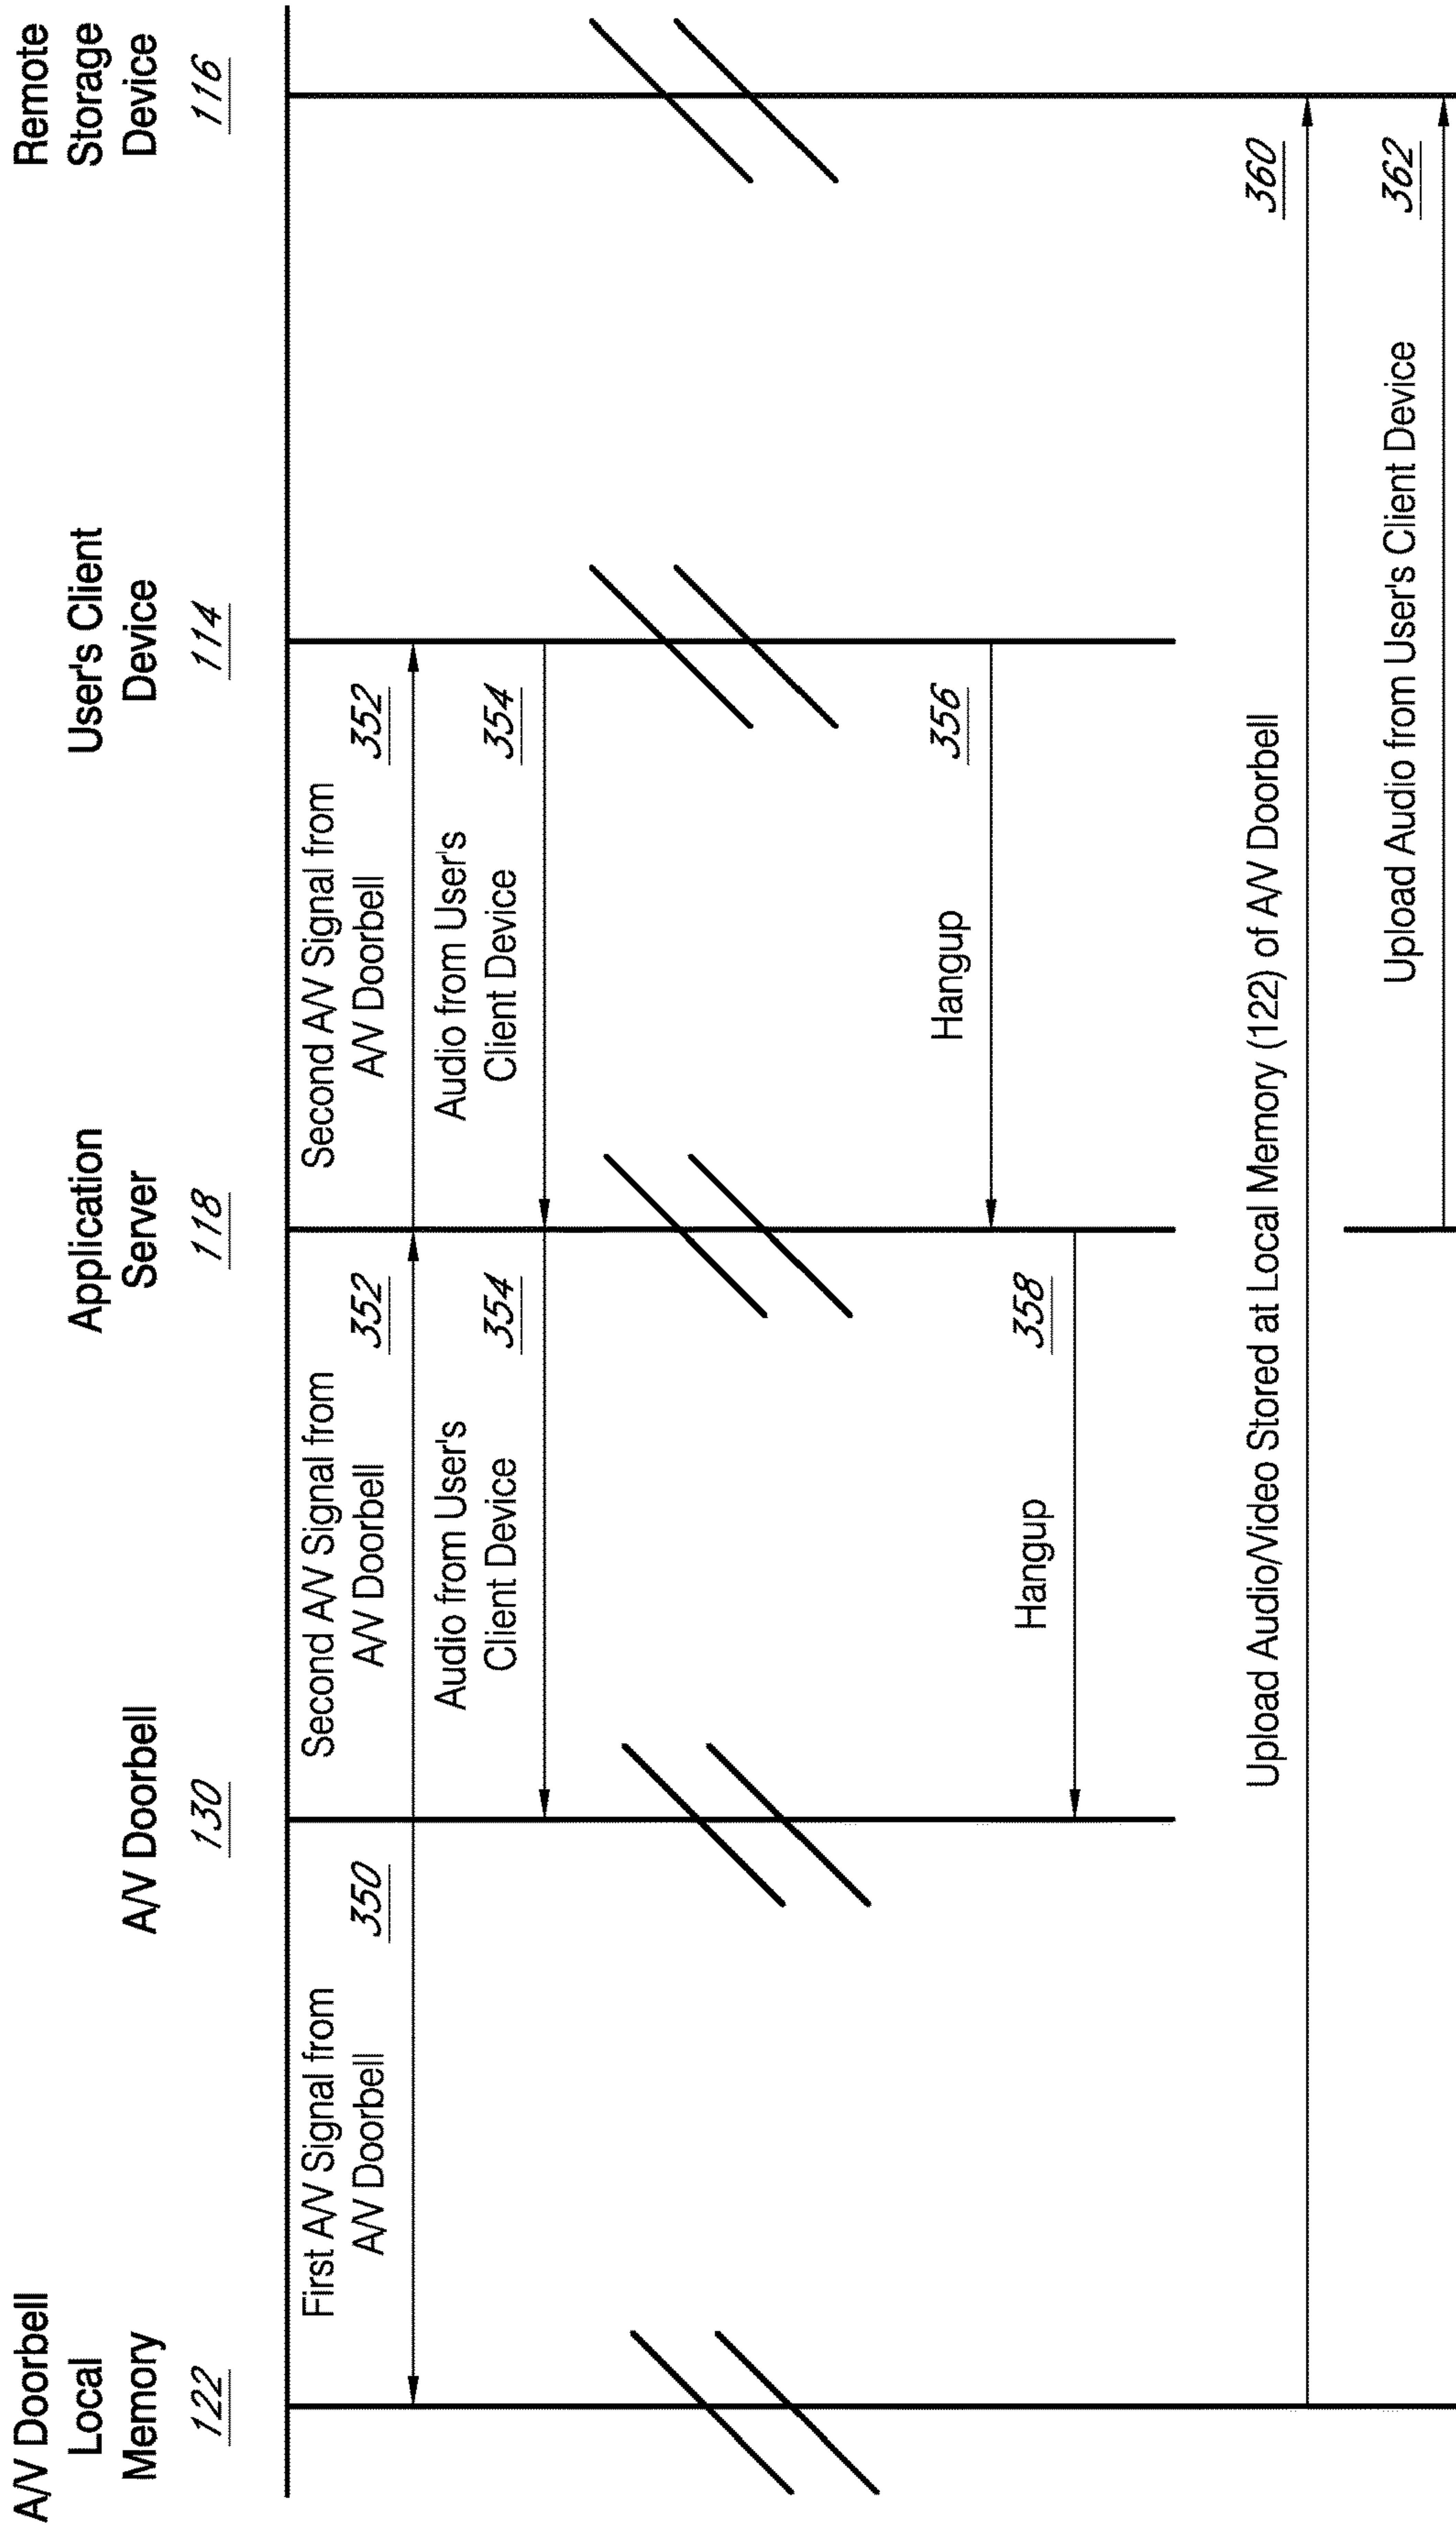 A/V Doorbell
Local
Memory
122
A/V Doorbell
130
Application
Server
118
User's Client
Device
114
Remote
Storage
Device
116
First A/V Signal from
A/V Doorbell
350
Second A/V Signal from
A/V Doorbell
352
Second A/V Signal from
A/V Doorbell
352
Audio from User's
Client Device
354
Audio from User's
Client Device
354
Hangup
356
Hangup
358
Upload Audio/Video Stored at Local Memory (122) of A/V Doorbell
360
Upload Audio from User's Client Device
362